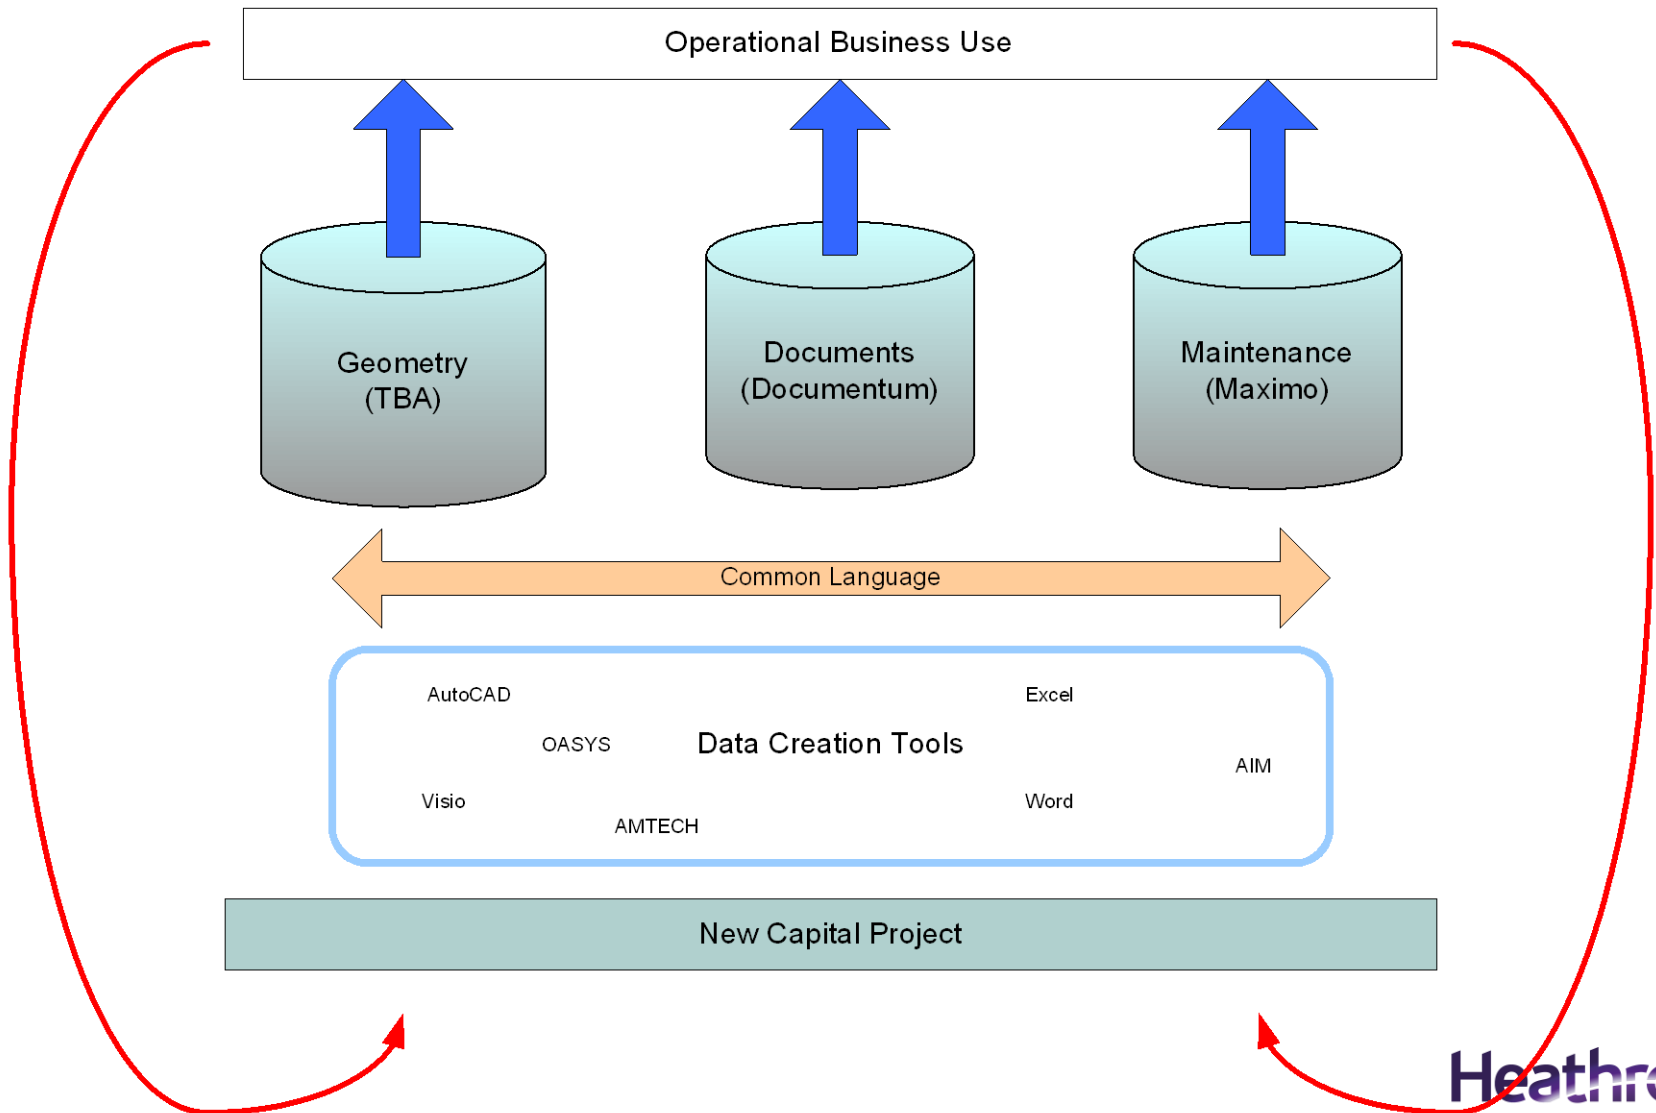 Operational Business Use
Geometry
(TBA)
Documents
(Documentum)
Maintenance
(Maximo)
Common Language
AutoCAD
Excel
OASYS
Data Creation Tools
AIM
Visio
Word
AMTECH
New Capital Project
Heathro